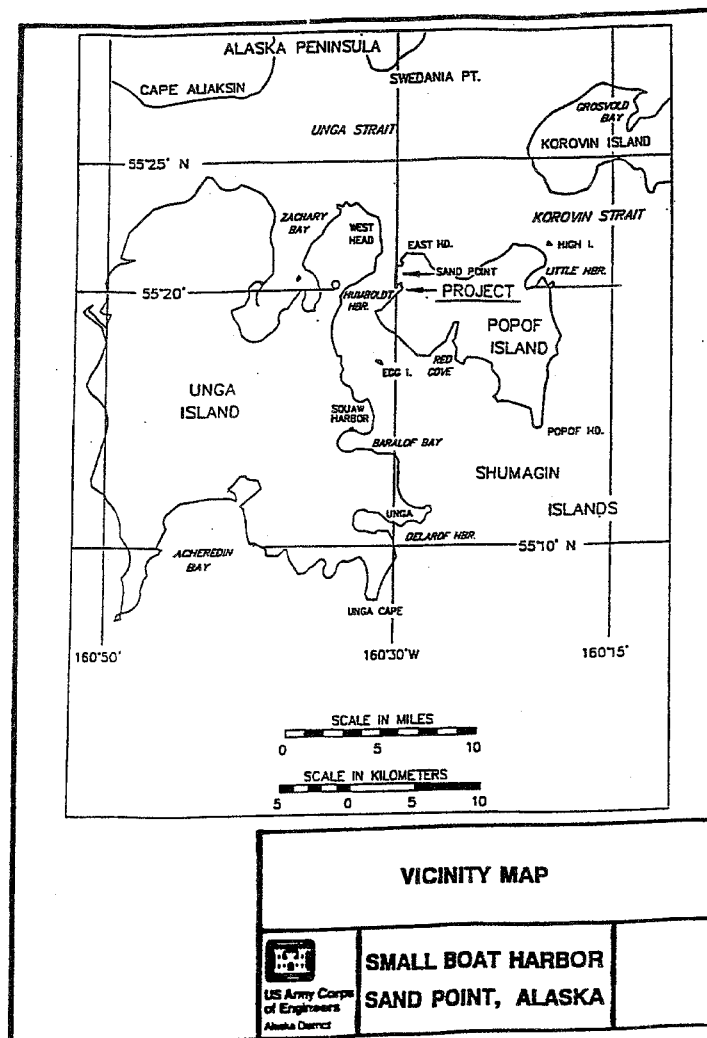 ALASKA PENINSULA
SWEDANIA PT.
CAPE ALIAKSIN
GROSVOLD
BAY
UNGA STRAIT
KOROVIN ISLAND
55°25' N
KOROVIN STRAIT
ZACHARY
BAY
WEST
HEAD
EAST HD.
HIGH I.
SAND POINT
LITTLE HBR.
55°20'
HUMBOLDT
HBR.
PROJECT
POPOF
ISLAND
RED
COVE
EGG I.
UNGA
ISLAND
SQUAW
HARBOR
POPOF HD.
BARALOF BAY
SHUMAGIN
ISLANDS
UNGA
DELAROF HBR.
55°10' N
ACHEREDIN
BAY
UNGA CAPE
160°50'
160°30'W
160°15'
SCALE IN MILES
0 5 10
SCALE IN KILOMETERS
5 0 5 10
VICINITY MAP
US Army Corps
of Engineers
Alaska District
SMALL BOAT HARBOR
SAND POINT, ALASKA